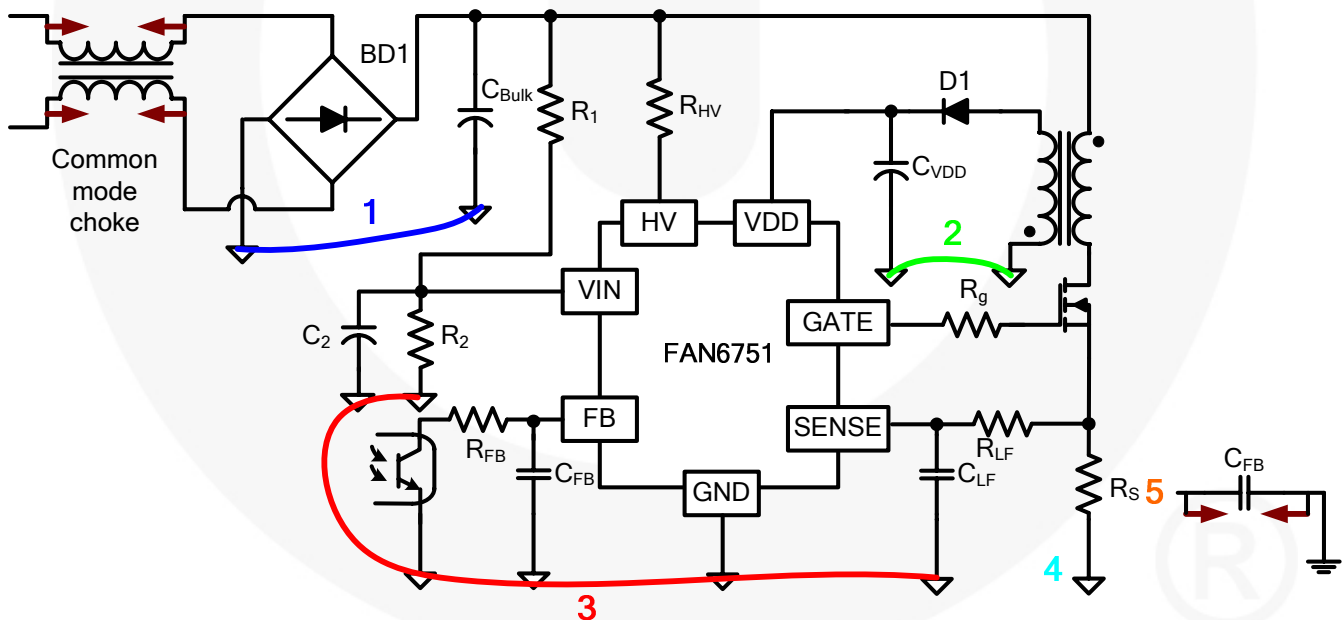 BD1
Common
mode
choke
CBulk
R1
RHV
D1
CVDD
1
2
HV
VDD
VIN
GATE
Rg
C2
R2
FAN6751
FB
SENSE
RFB
CFB
RLF
CLF
GND
RS
5
CFB
4
3
®